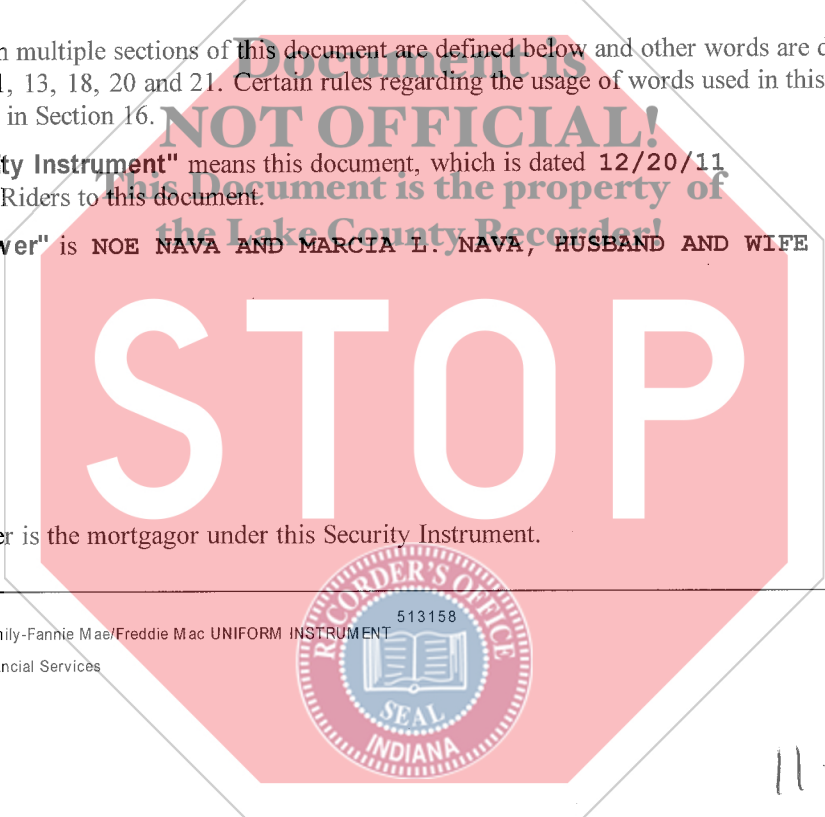 n multiple sections of this document are defined below and other words are d
1, 13, 18, 20 and 21. Certain rules regarding the usage of words used in this
in Section 16.
Document is
NOT OFFICIAL!
This Document is the property of
the Lake County Recorder!
ty Instrument" means this document, which is dated 12/20/11
Riders to this document.
wer" is NOE NAVA AND MARCIA L. NAVA, HUSBAND AND WIFE
STOP
er is the mortgagor under this Security Instrument.
513158
nily-Fannie Mae/Freddie Mac UNIFORM INSTRUMENT
ncial Services
RECORDER'S OFFICE
SEAL
INDIANA
11